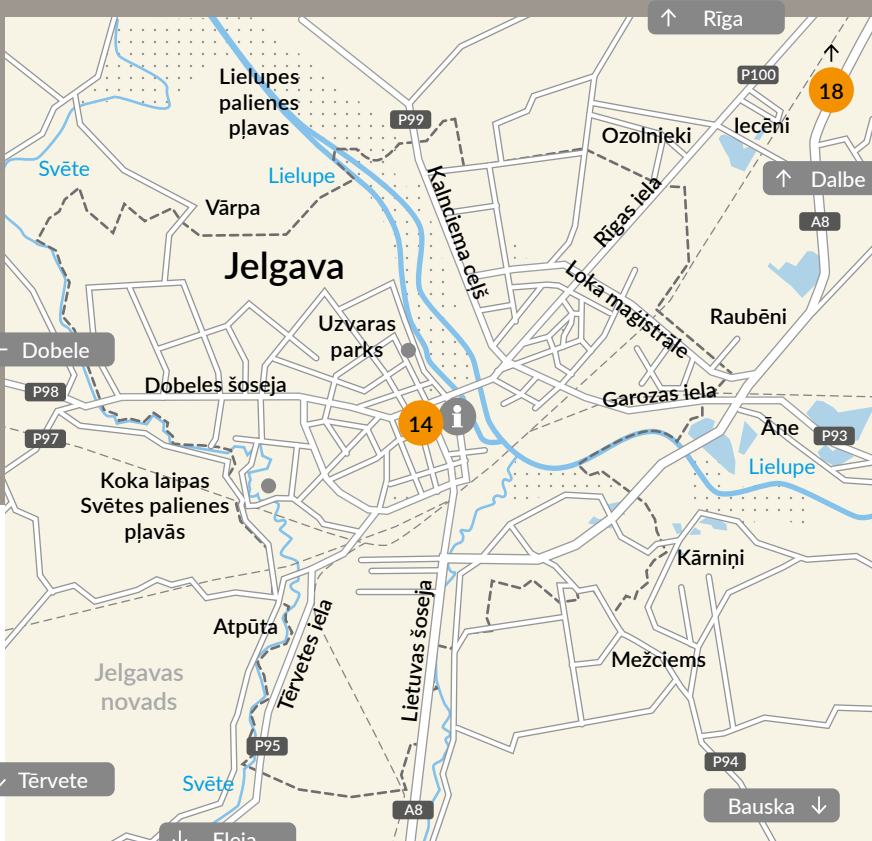 ↑ Rīga
P100
18
Lielupes
palienes
pļavas
P99
Ozolnieki
Iecēni
Svēte
Lielupe
↑ Dalbe
Vārpa
Kalnciema ceļš
Rīgas iela
A8
Jelgava
Loka maģistrāle
Uzvaras
parks
Raubēni
Dobele
P98
Dobeles šoseja
Garozas iela
14
i
Āne
P93
P97
Lielupe
Koka laipas
Svētes palienes
pļavās
Kārniņi
Atpūta
Tērvetes iela
Lietuvas šoseja
Mežciems
Jelgavas
novads
P95
P94
Tērvete
Svēte
A8
Bauska ↓
↓ Eleja